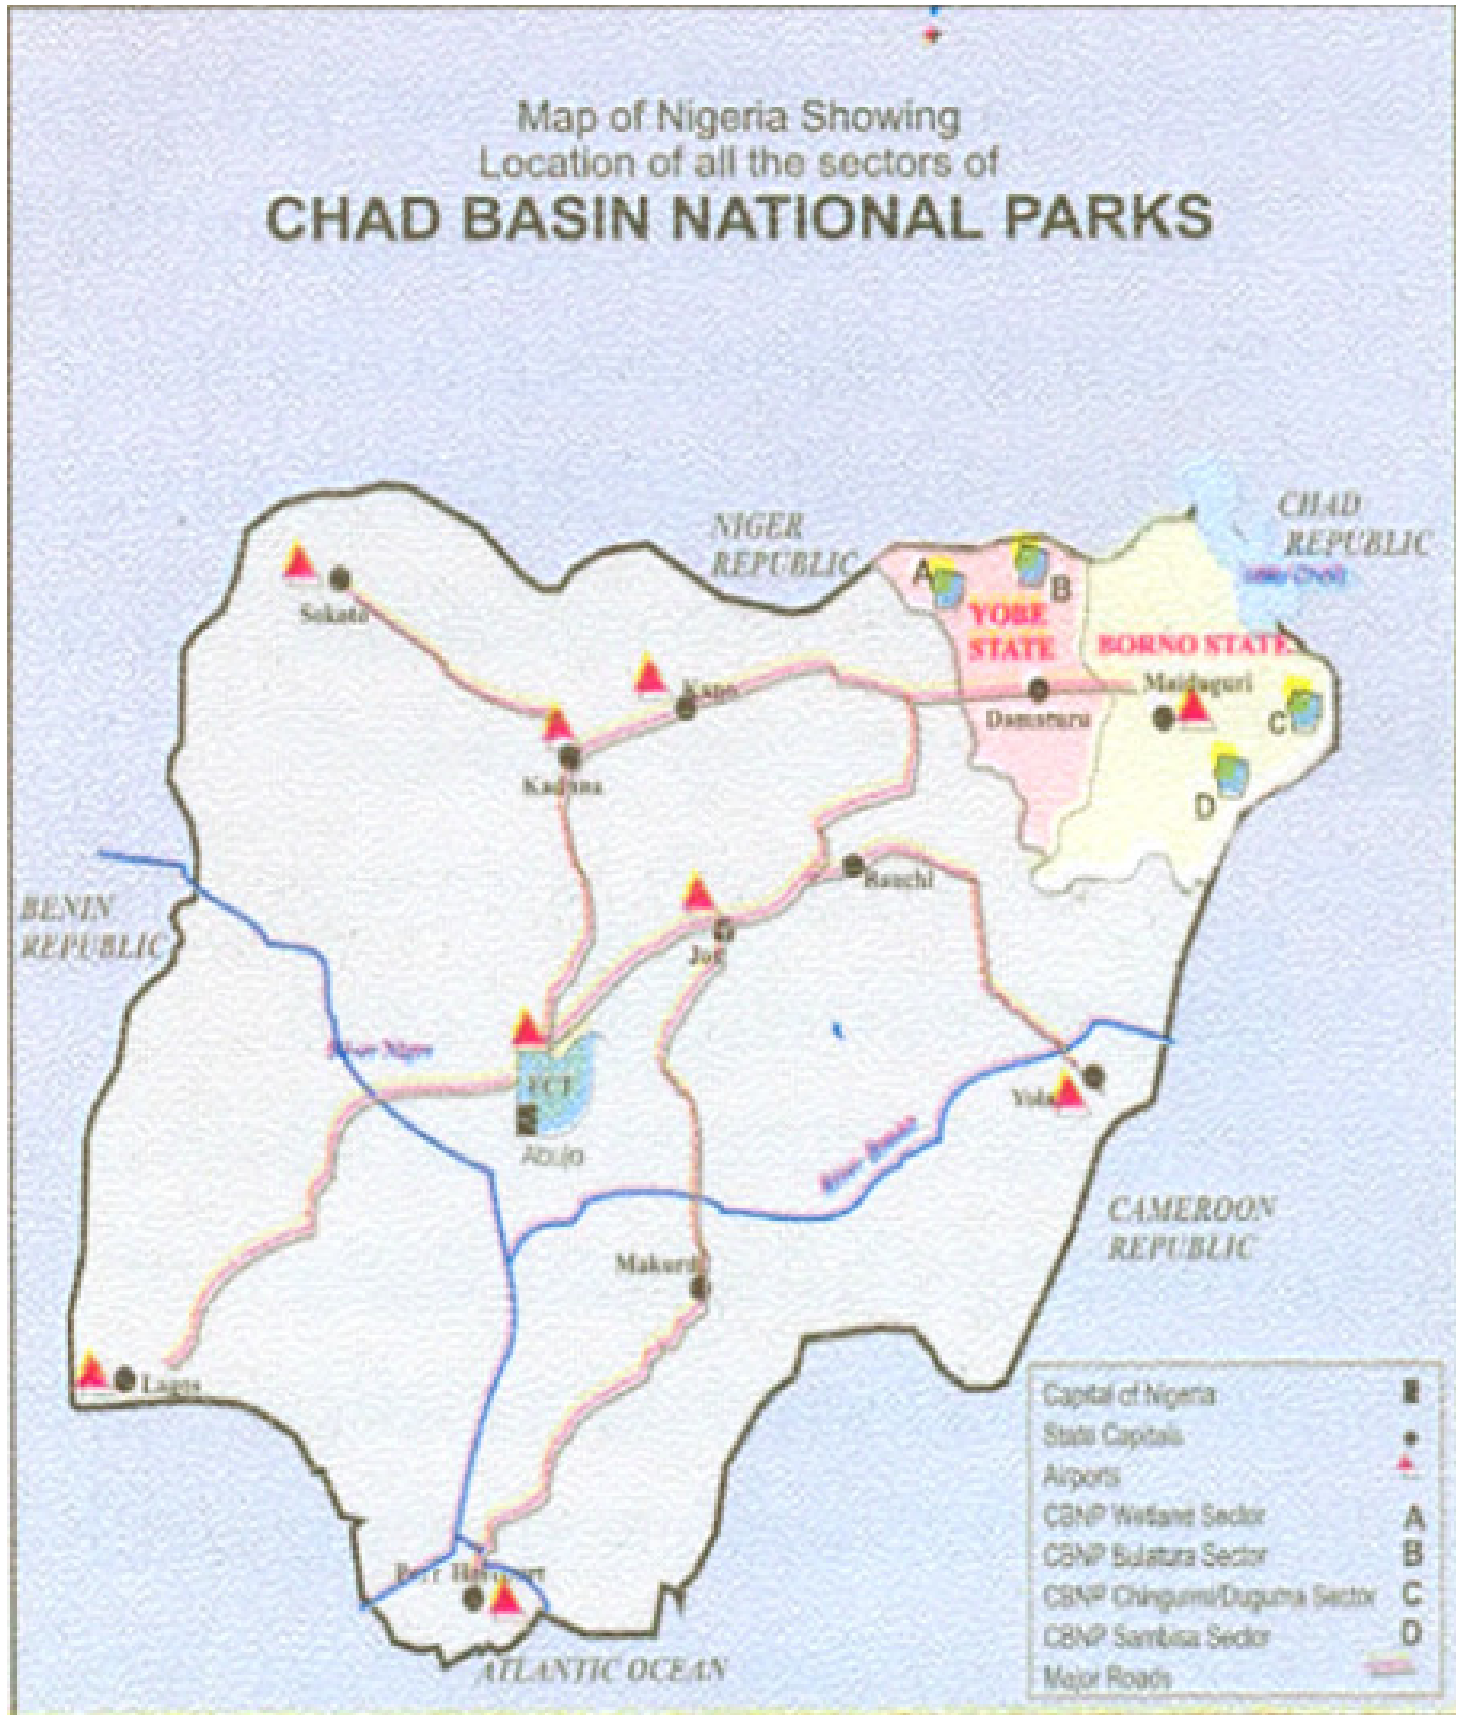 Map of Nigeria Showing
Location of all the sectors of
CHAD BASIN NATIONAL PARKS
NIGER
REPUBLIC
CHAD
REPUBLIC
A
B
YOBE
STATE
BORNO STATE
Sokoto
Kano
Damaturu
Maiduguri
C
D
Kaduna
Bauchi
BENIN
REPUBLIC
Jos
FCT
Abuja
Yola
River Benue
CAMEROON
REPUBLIC
Makurdi
Lagos
Port Harcourt
ATLANTIC OCEAN
Capital of Nigeria
State Capitals
Airports
CBNP Wetland Sector A
CBNP Bulatura Sector B
CBNP Chingurmi/Duguma Sector C
CBNP Sambisa Sector D
Major Roads